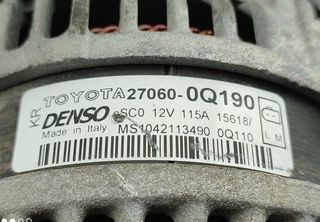 TOYOTA 27060-0Q190
KR DENSO SC0 12V 115A 15618/
Made in Italy MS1042113490 0Q110
L M